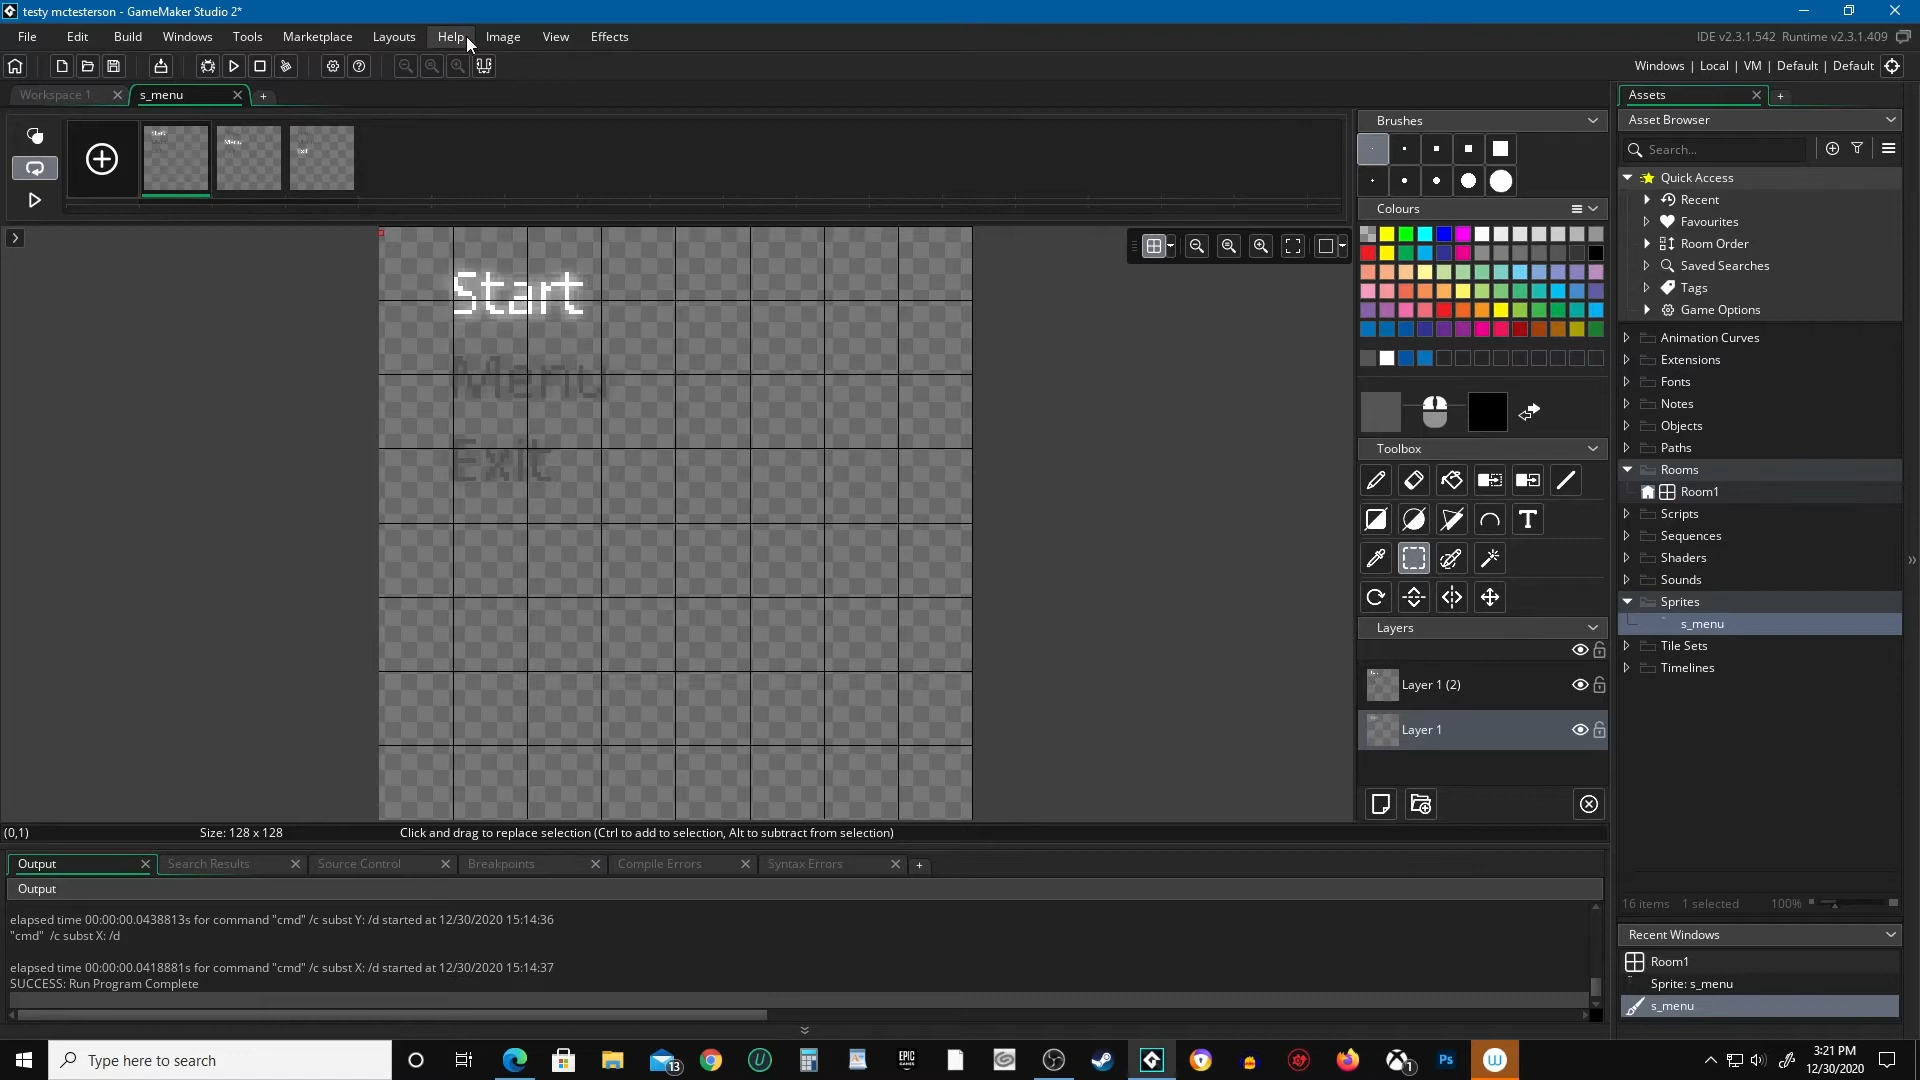 testy mctesterson - GameMaker Studio 2*
File Edit Build Windows Tools Marketplace Layouts Help Image View Effects
IDE v2.3.1.542 Runtime v2.3.1.409
Windows | Local | VM | Default | Default
Workspace 1
s_menu
Assets
Brushes
Asset Browser
Search...
Quick Access
Recent
Favourites
Room Order
Saved Searches
Tags
Game Options
Colours
Start
Menu
Exit
Animation Curves
Extensions
Fonts
Notes
Objects
Paths
Rooms
Room1
Scripts
Sequences
Shaders
Sounds
Sprites
s_menu
Tile Sets
Timelines
Toolbox
Layers
Layer 1 (2)
Layer 1
(0,1)
Size: 128 x 128
Click and drag to replace selection (Ctrl to add to selection, Alt to subtract from selection)
Output
Search Results
Source Control
Breakpoints
Compile Errors
Syntax Errors
Output
elapsed time 00:00:00.0438813s for command "cmd" /c subst Y: /d started at 12/30/2020 15:14:36
"cmd" /c subst X: /d
elapsed time 00:00:00.0418881s for command "cmd" /c subst X: /d started at 12/30/2020 15:14:37
SUCCESS: Run Program Complete
16 items 1 selected 100%
Recent Windows
Room1
Sprite: s_menu
s_menu
Type here to search
13
EPIC
GAMES
1
Ps
W
3:21 PM
12/30/2020